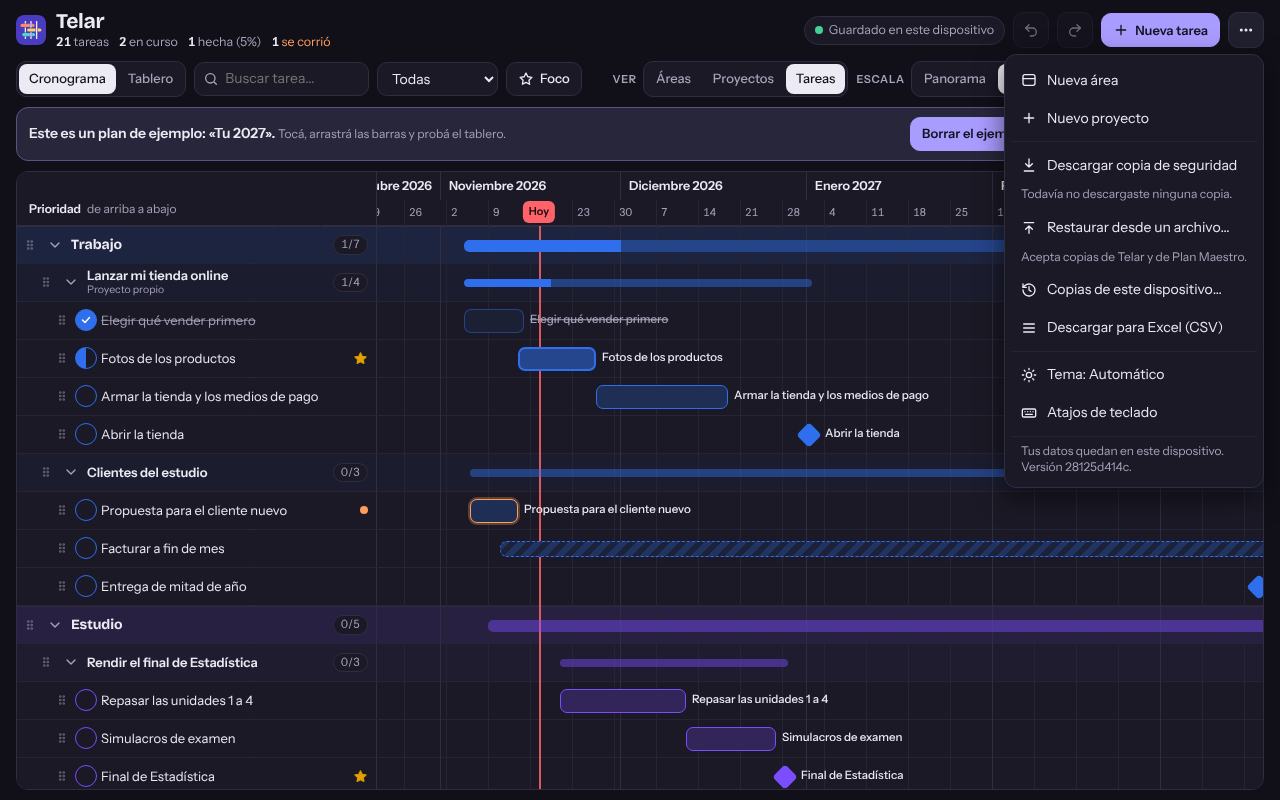 Telar
21 tareas 2 en curso 1 hecha (5%) 1 se corrió
Guardado en este dispositivo
Nueva tarea
Cronograma Tablero
Buscar tarea...
Todas
Foco
VER Áreas Proyectos Tareas
ESCALA Panorama
Este es un plan de ejemplo: «Tu 2027». Tocá, arrastrá las barras y probá el tablero.
Borrar el ejem
Nueva área
Nuevo proyecto
Descargar copia de seguridad
Todavía no descargaste ninguna copia.
Restaurar desde un archivo...
Acepta copias de Telar y de Plan Maestro.
Copias de este dispositivo...
Descargar para Excel (CSV)
Tema: Automático
Atajos de teclado
Tus datos quedan en este dispositivo.
Versión 28125d414c.
Prioridad de arriba a abajo
ubre 2026 Noviembre 2026 Diciembre 2026 Enero 2027
9 26 2 9 Hoy 23 30 7 14 21 28 4 11 18 25 1
Trabajo 1/7
Lanzar mi tienda online 1/4
Proyecto propio
Elegir qué vender primero Elegir qué vender primero
Fotos de los productos Fotos de los productos
Armar la tienda y los medios de pago Armar la tienda y los medios de pago
Abrir la tienda Abrir la tienda
Clientes del estudio 0/3
Propuesta para el cliente nuevo Propuesta para el cliente nuevo
Facturar a fin de mes
Entrega de mitad de año
Estudio 0/5
Rendir el final de Estadística 0/3
Repasar las unidades 1 a 4 Repasar las unidades 1 a 4
Simulacros de examen Simulacros de examen
Final de Estadística Final de Estadística